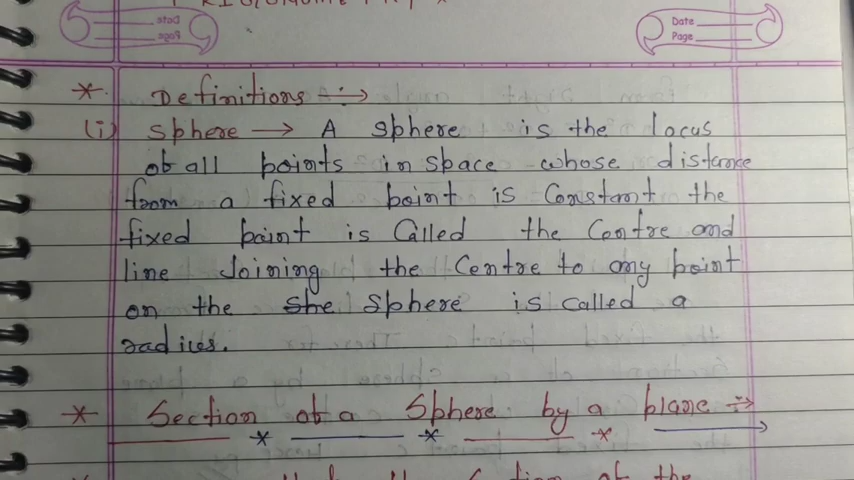 Date
Page
* Definitions :→
(i) Sphere → A sphere is the locus
of all points in space whose distance
from a fixed point is constant the
fixed point is called the centre and
line Joining the centre to any point
on the she sphere is called a
radius.
* Section of a Sphere by a plane :→